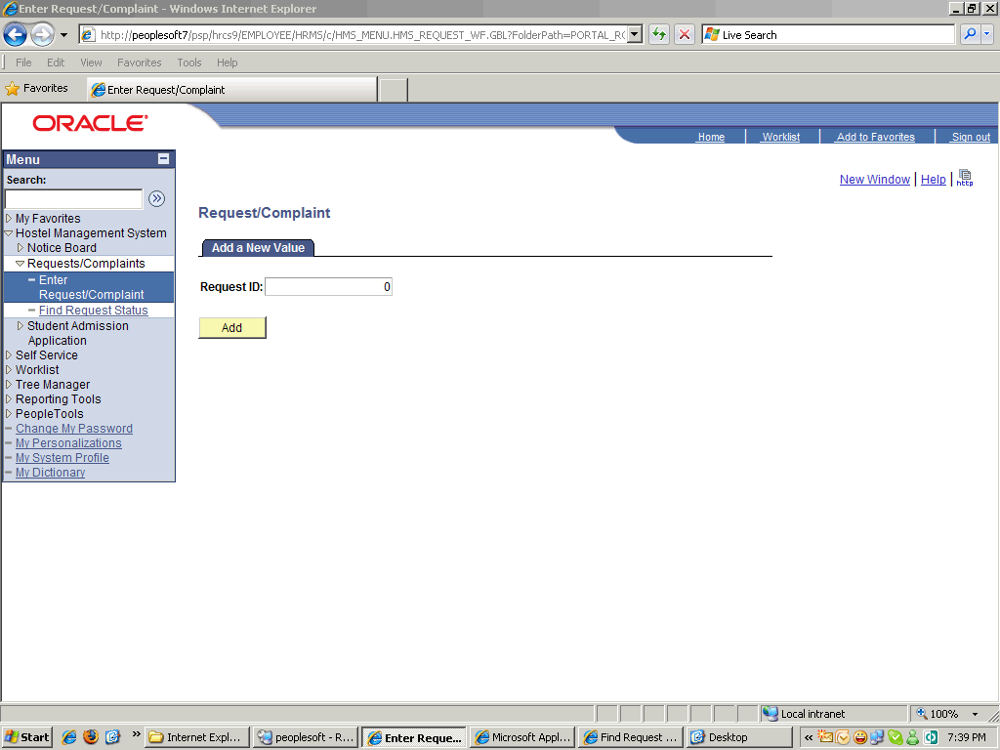 Enter Request/Complaint - Windows Internet Explorer
http://peoplesoft7/psp/hrcs9/EMPLOYEE/HRMS/c/HMS_MENU.HMS_REQUEST_WF.GBL?FolderPath=PORTAL_RO
Live Search
File Edit View Favorites Tools Help
Favorites
Enter Request/Complaint
ORACLE
Home Worklist Add to Favorites Sign out
New Window | Help | http
Menu
Search:
My Favorites
Hostel Management System
Notice Board
Requests/Complaints
Enter
Request/Complaint
Find Request Status
Student Admission
Application
Self Service
Worklist
Tree Manager
Reporting Tools
PeopleTools
Change My Password
My Personalizations
My System Profile
My Dictionary
Request/Complaint
Add a New Value
Request ID: 0
Add
Local intranet
100%
Start
Internet Expl...
peoplesoft - R...
Enter Reque...
Microsoft Appl...
Find Request ...
Desktop
7:39 PM